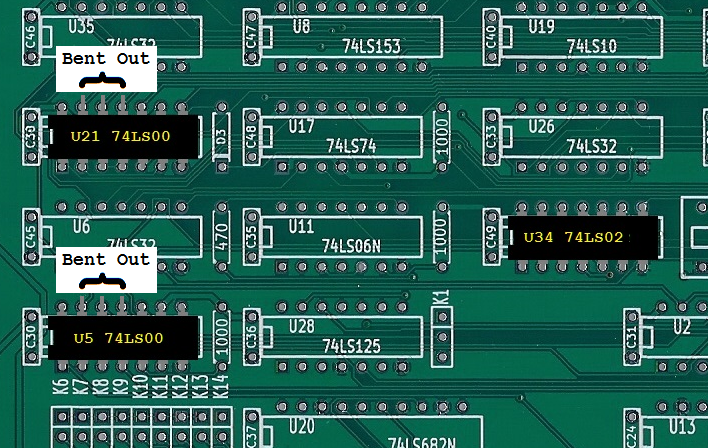 C46
U35
74LS32
C47
U8
74LS153
C40
U19
74LS10
Bent Out
C38
U21 74LS00
D3
C48
U17
74LS74
1000
C33
U26
74LS32
C45
U6
74LS32
470
C35
U11
74LS06N
1000
C49
U34 74LS02
Bent Out
C30
U5 74LS00
1000
C36
U28
74LS125
K1
C31
U2
K6
K7
K8
K9
K10
K11
K12
K13
K14
C37
U20
74LS682N
U13